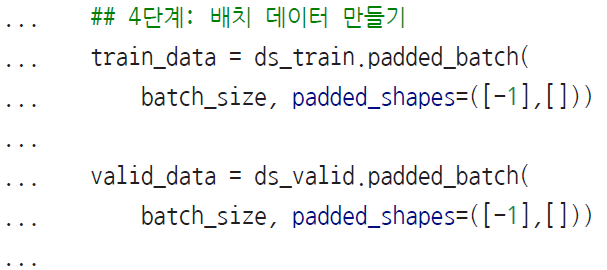 ...     ## 4단계: 배치 데이터 만들기
...     train_data = ds_train.padded_batch(
...         batch_size, padded_shapes=([-1],[]))
...
...     valid_data = ds_valid.padded_batch(
...         batch_size, padded_shapes=([-1],[]))
...